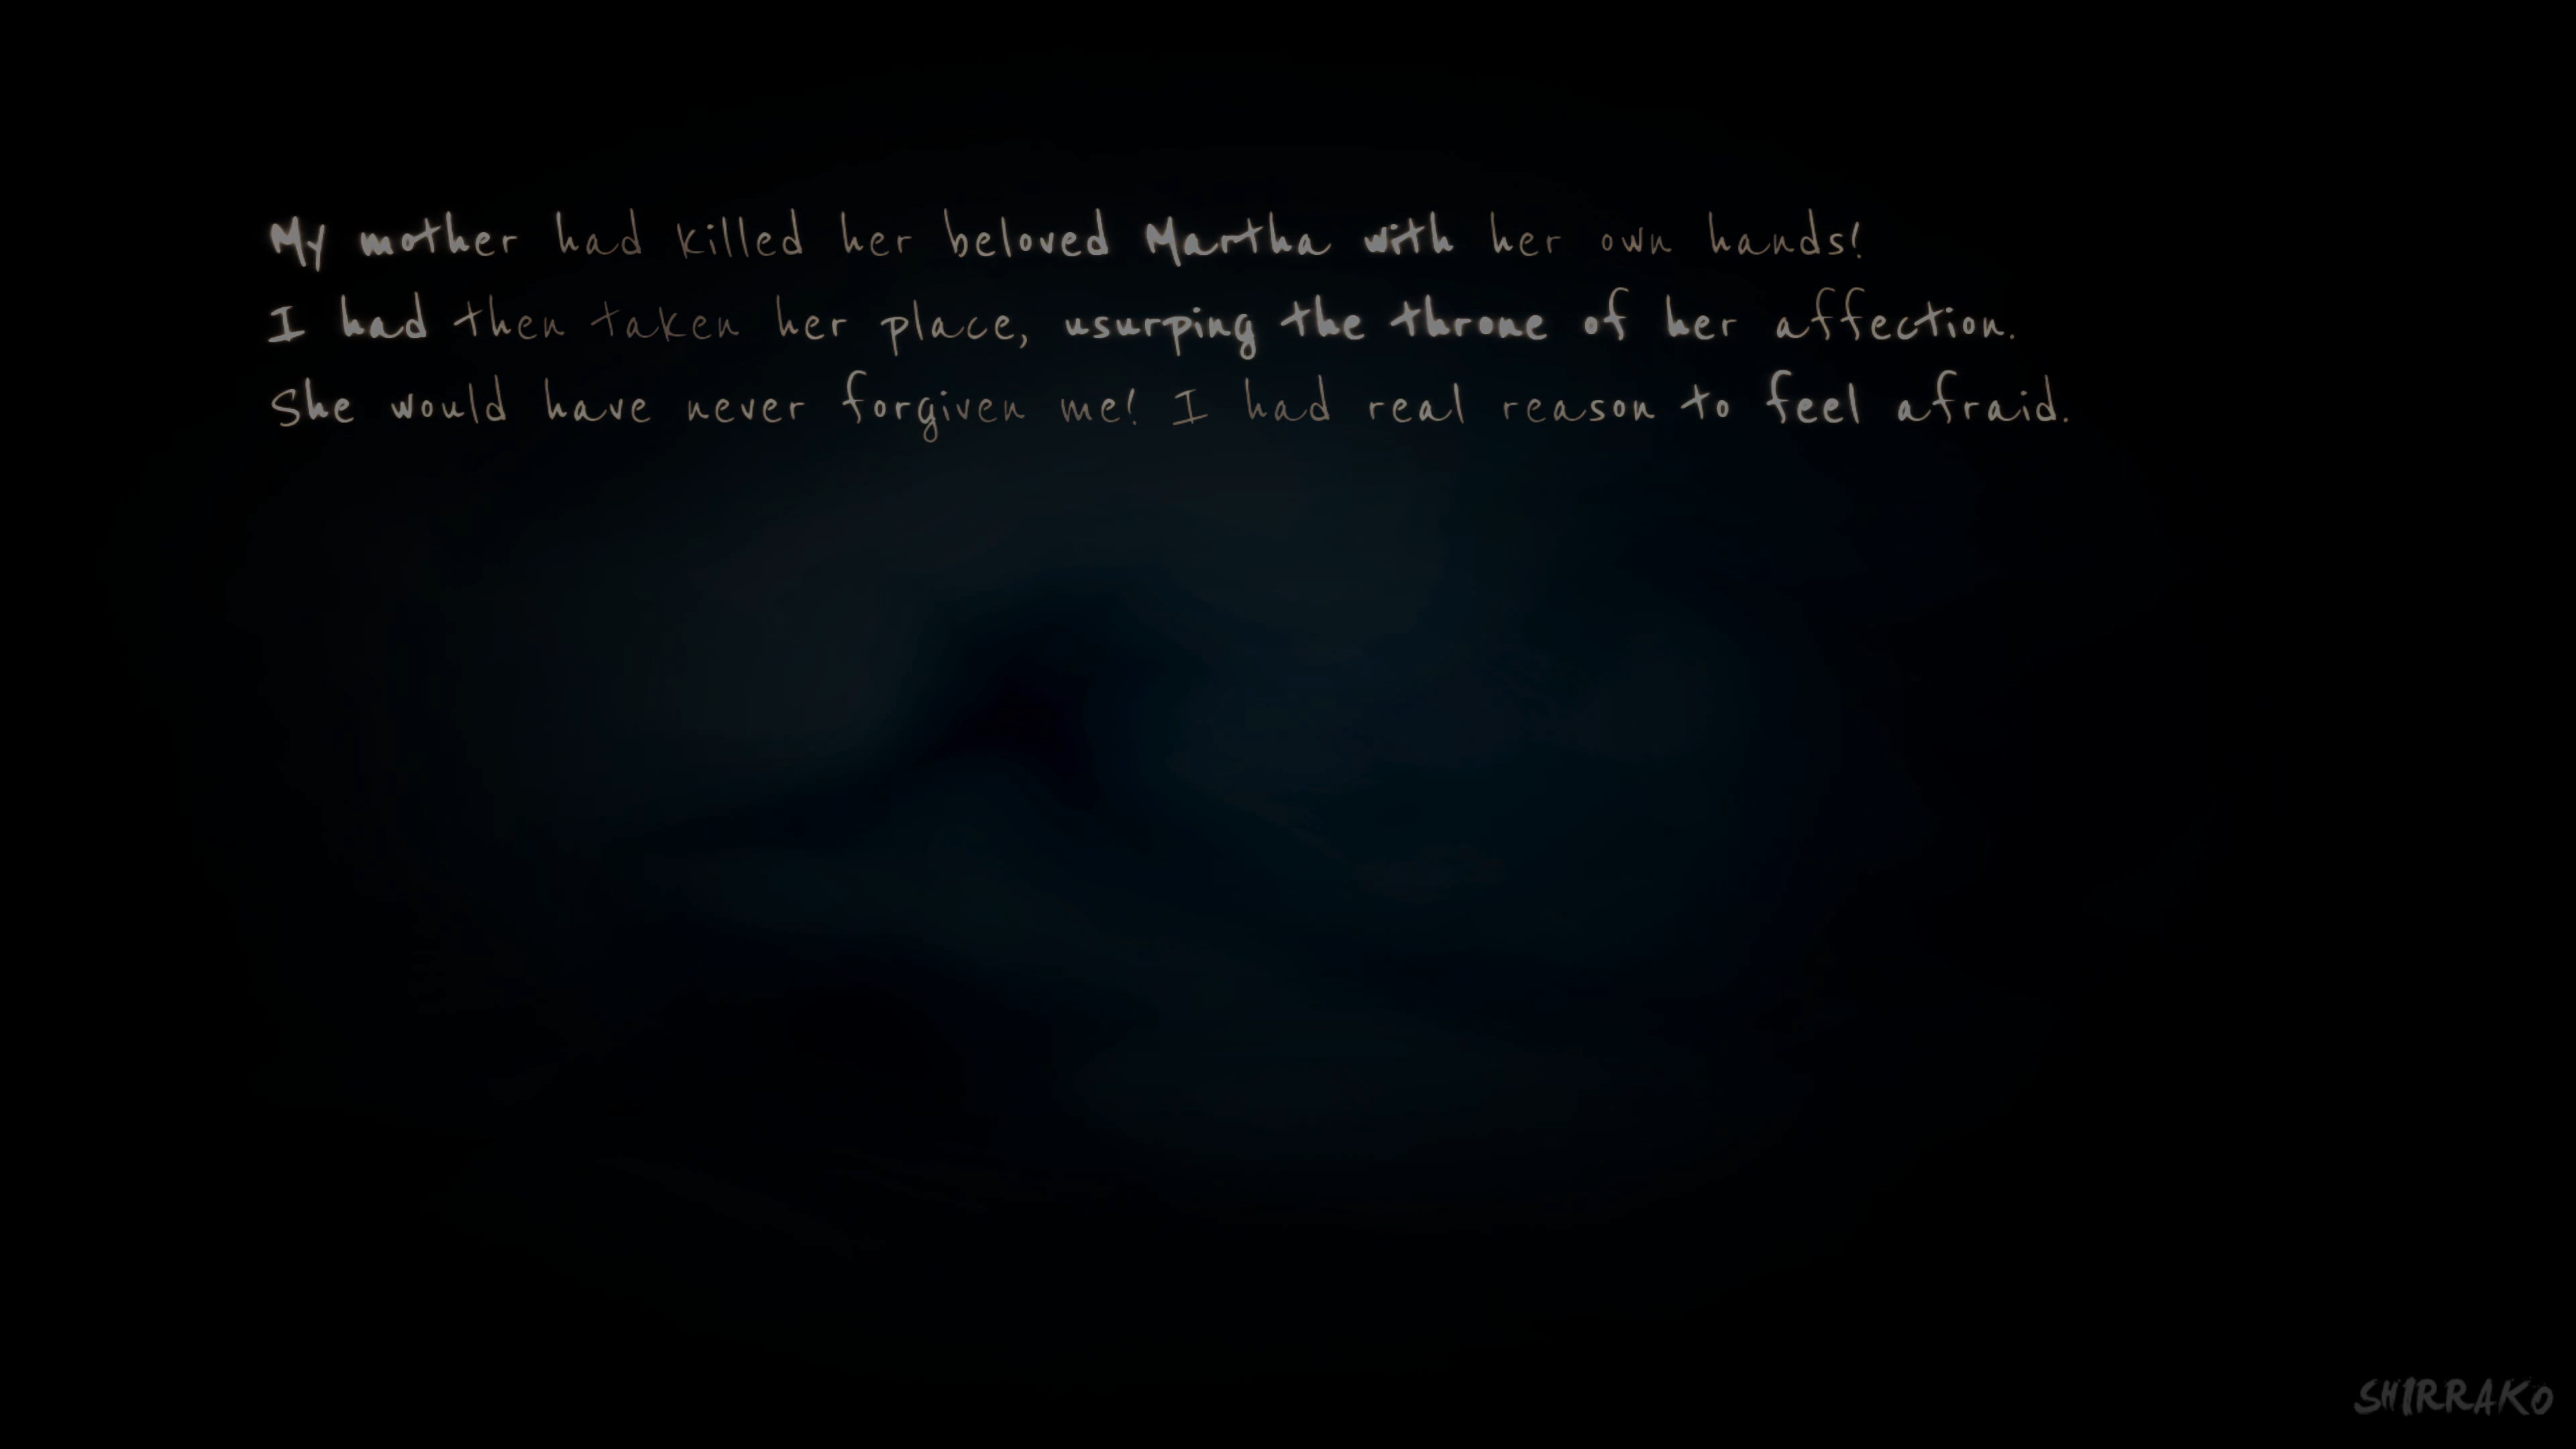 My mother had killed her beloved Martha with her own hands!
I had then taken her place, usurping the throne of her affection.
She would have never forgiven me! I had real reason to feel afraid.
SHIRRAKO